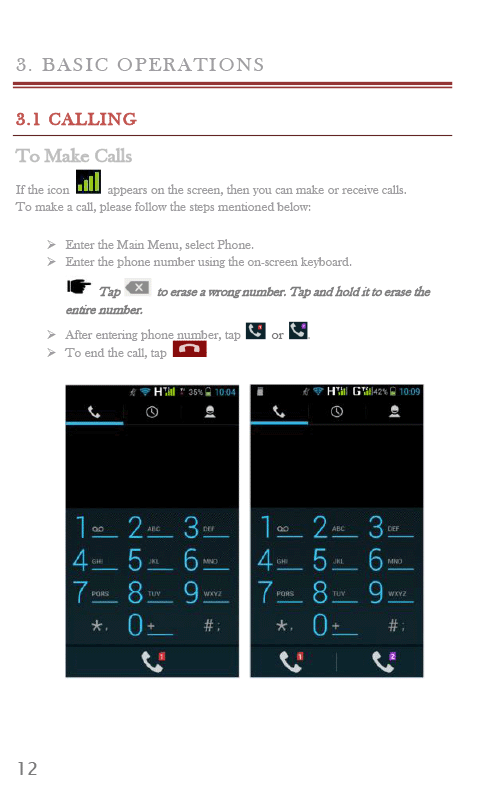 3. BASIC OPERATIONS
3.1 CALLING
To Make Calls
If the icon appears on the screen, then you can make or receive calls.
To make a call, please follow the steps mentioned below:
➢ Enter the Main Menu, select Phone.
➢ Enter the phone number using the on-screen keyboard.
Tap to erase a wrong number. Tap and hold it to erase the
entire number.
➢ After entering phone number, tap or .
➢ To end the call, tap
H 35% 10:04
1 2 ABC 3 DEF
4 GHI 5 JKL 6 MNO
7 PQRS 8 TUV 9 WXYZ
*, 0 + #;
1
H G 42% 10:09
1 2 ABC 3 DEF
4 GHI 5 JKL 6 MNO
7 PQRS 8 TUV 9 WXYZ
*, 0 + #;
1 2
12